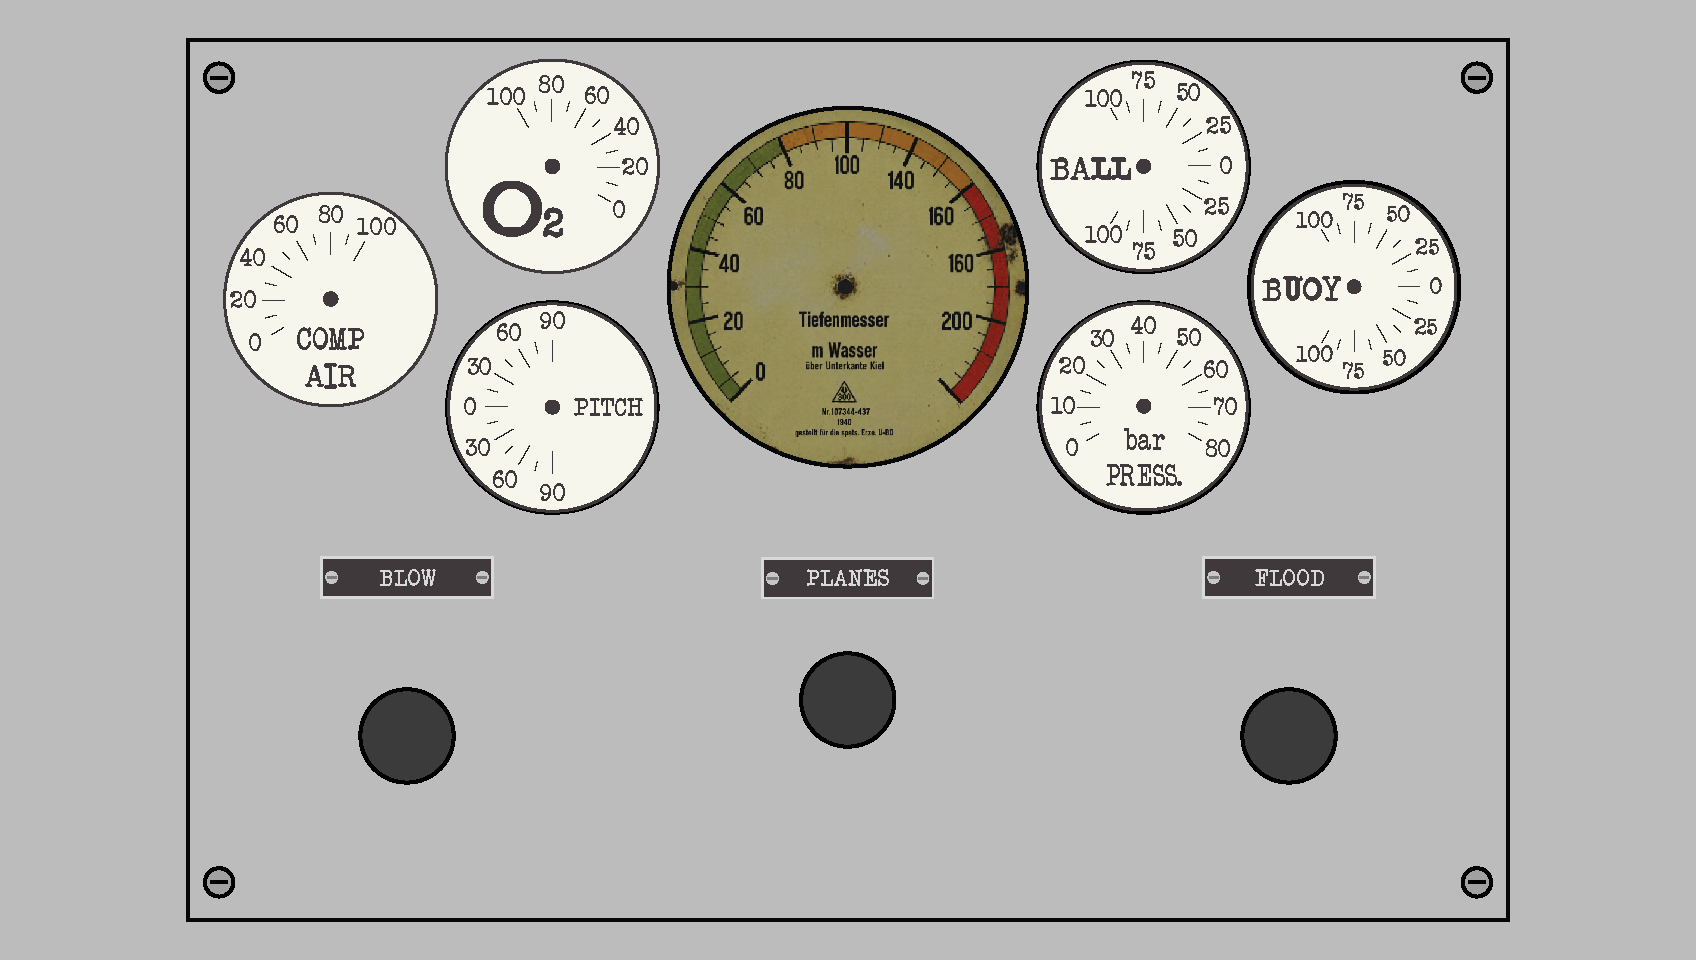 100 80 60 40 20 0
O2
0 20 40 60 80 100
COMP
AIR
90 60 30 0 30 60 90
PITCH
0 20 40 60 80 100 140 160 160 200
Tiefenmesser
m Wasser
über Unterkante Kiel
Nr.107344-437
1940
100 75 50 25 0 25 50 75 100
BALL
100 75 50 25 0 25 50 75 100
BUOY
0 10 20 30 40 50 60 70 80
bar
PRESS.
BLOW
PLANES
FLOOD